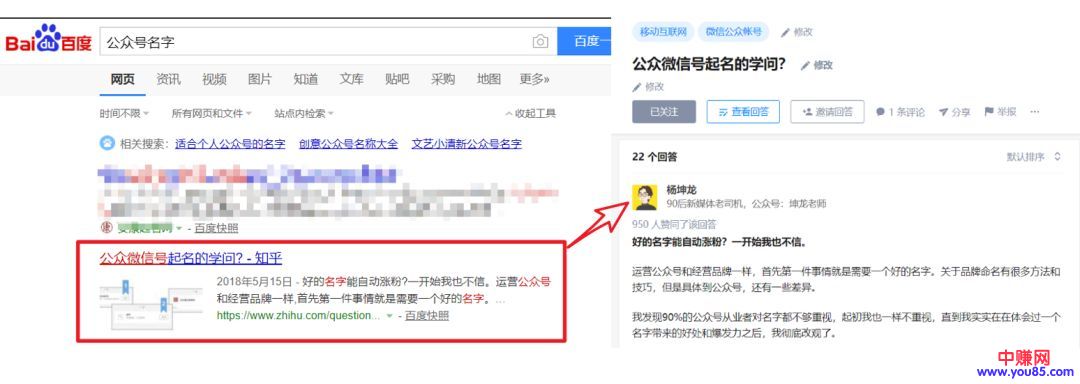 Bai du 百度
公众号名字
百度一
网页 资讯 视频 图片 知道 文库 贴吧 采购 地图 更多»
时间不限 所有网页和文件 站点内检索 收起工具
相关搜索: 适合个人公众号的名字 创意公众号名称大全 文艺小清新公众号名字
- 百度快照
公众微信号起名的学问? - 知乎
2018年5月15日 - 好的名字能自动涨粉?一开始我也不信。运营公众号
和经营品牌一样,首先第一件事情就是需要一个好的名字。...
https://www.zhihu.com/question... - 百度快照
移动互联网 微信公众帐号 修改
公众微信号起名的学问? 修改
修改
已关注 查看回答 邀请回答 1 条评论 分享 举报 ...
22 个回答 默认排序
杨坤龙
90后新媒体老司机,公众号:坤龙老师
950 人赞同了该回答
好的名字能自动涨粉?一开始我也不信。
运营公众号和经营品牌一样,首先第一件事情就是需要一个好的名字。关于品牌命名有很多方法和
技巧,但是具体到公众号,还有一些差异。
我发现90%的公众号从业者对名字都不够重视,起初我也一样不重视,直到我实实在在体会过一个
名字带来的好处和爆发力之后,我彻底改观了。
中赚网
www.you85.com